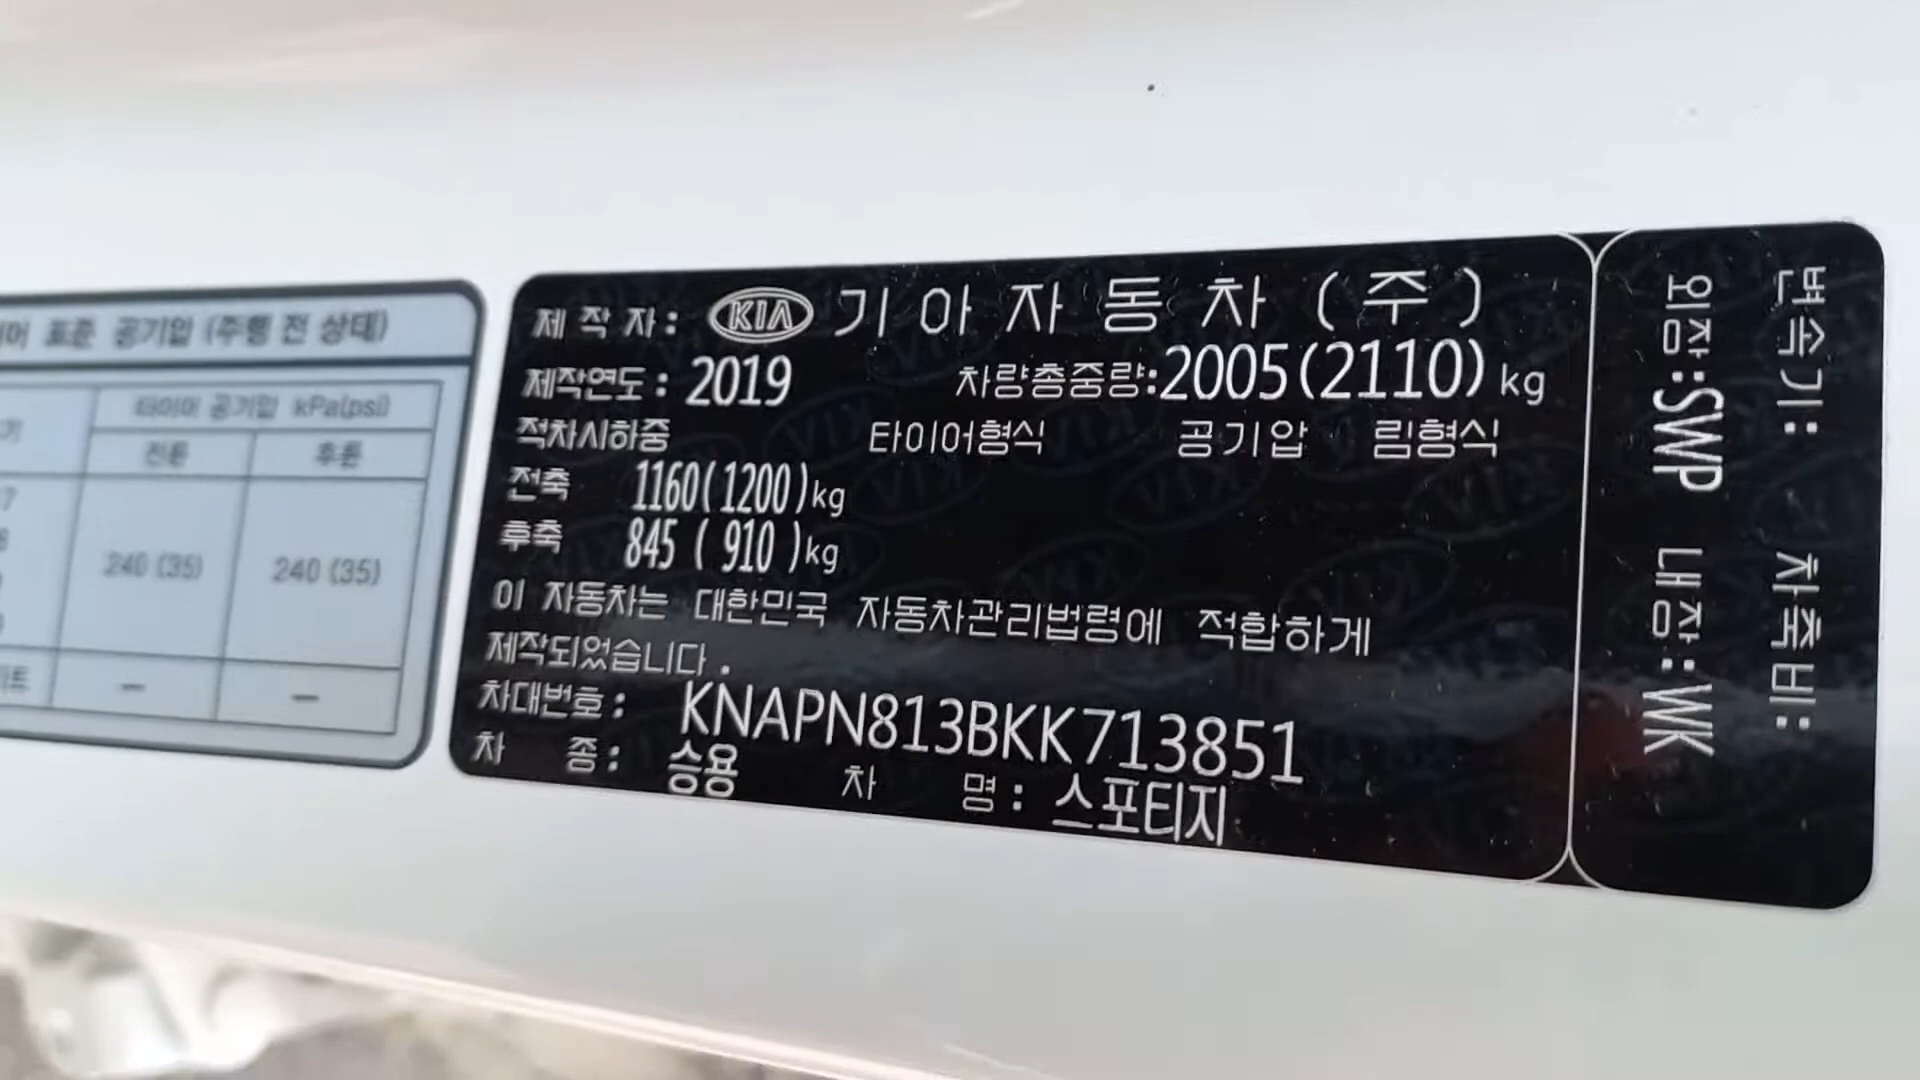 표준 공기압 (주행 전 상태)
타이어 공기압 kPa(psi)
전륜 후륜
240 (35) 240 (35)
— —
제작자: KIA 기아자동차(주)
제작연도: 2019 차량총중량:2005(2110)kg
적차시하중 타이어형식 공기압 림형식
전축 1160(1200)kg
후축 845 ( 910 )kg
이 자동차는 대한민국 자동차관리법령에 적합하게
제작되었습니다.
차대번호: KNAPN813BKK713851
차 종: 승용 차 명: 스포티지
변속기: 차축비:
외장:SWP 내장:WK